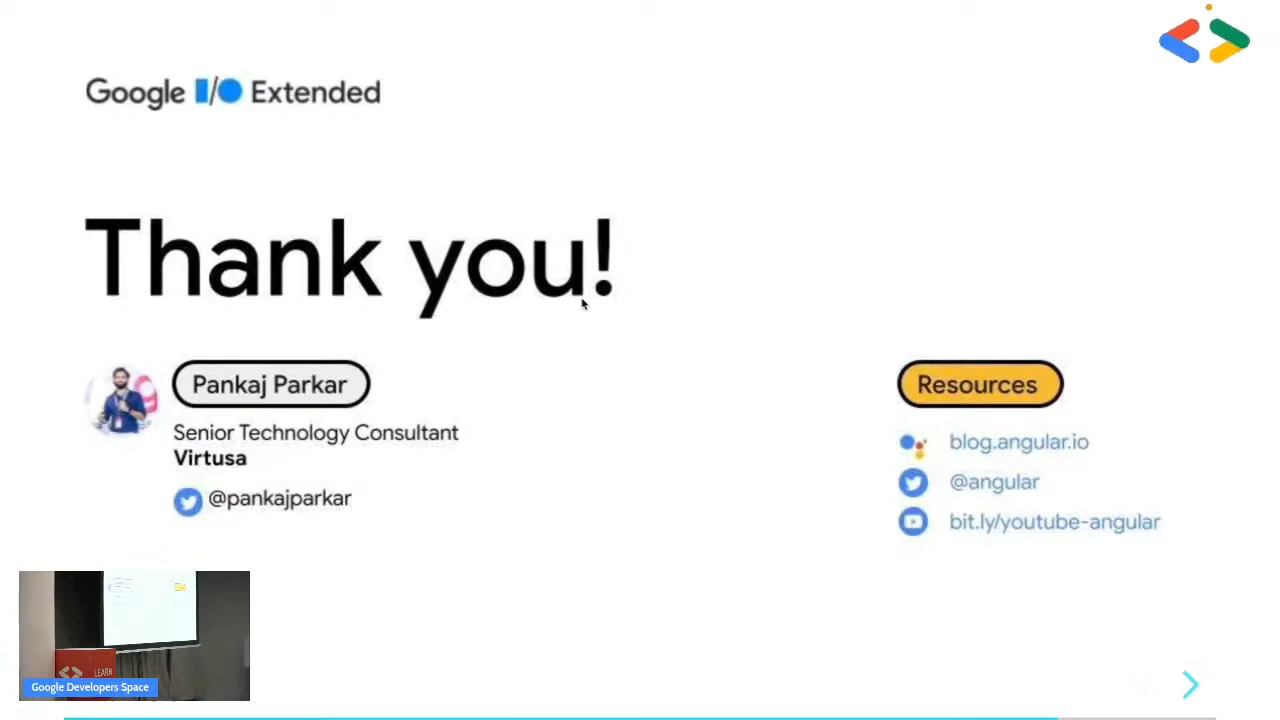 Google I/O Extended
Thank you!
Pankaj Parkar
Senior Technology Consultant
Virtusa
@pankajparkar
Resources
blog.angular.io
@angular
bit.ly/youtube-angular
LEARN
Google Developers Space